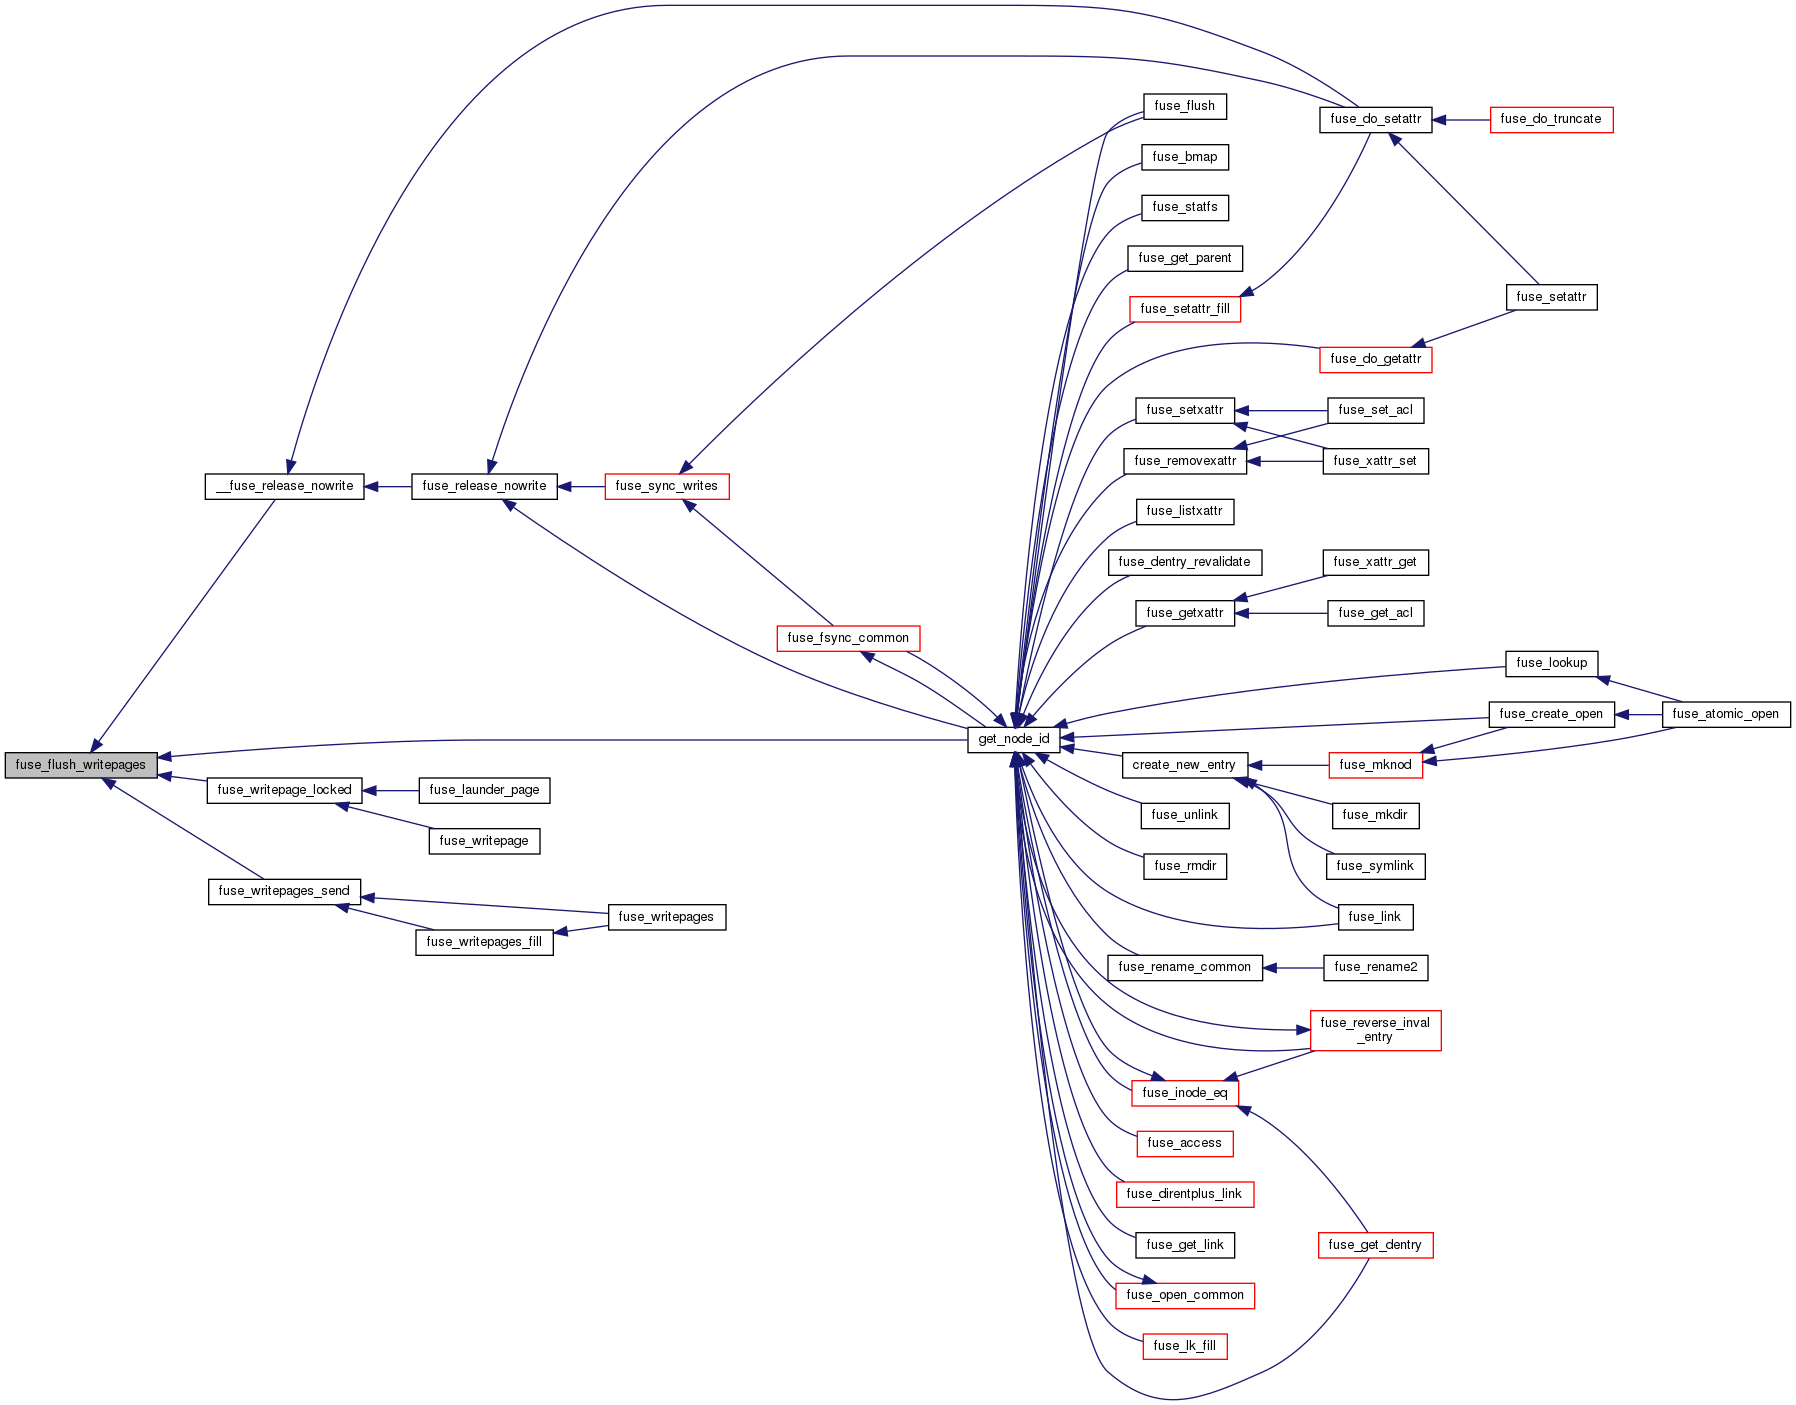 fuse_flush
fuse_do_setattr
fuse_do_truncate
fuse_bmap
fuse_statfs
fuse_get_parent
fuse_setattr_fill
fuse_setattr
fuse_do_getattr
fuse_setxattr
fuse_set_acl
fuse_removexattr
fuse_xattr_set
__fuse_release_nowrite
fuse_release_nowrite
fuse_sync_writes
fuse_listxattr
fuse_dentry_revalidate
fuse_xattr_get
fuse_getxattr
fuse_get_acl
fuse_fsync_common
fuse_lookup
fuse_create_open
fuse_atomic_open
get_node_id
fuse_flush_writepages
create_new_entry
fuse_mknod
fuse_writepage_locked
fuse_launder_page
fuse_unlink
fuse_mkdir
fuse_writepage
fuse_rmdir
fuse_symlink
fuse_writepages_send
fuse_writepages
fuse_link
fuse_writepages_fill
fuse_rename_common
fuse_rename2
fuse_reverse_inval
_entry
fuse_inode_eq
fuse_access
fuse_direntplus_link
fuse_get_link
fuse_get_dentry
fuse_open_common
fuse_lk_fill